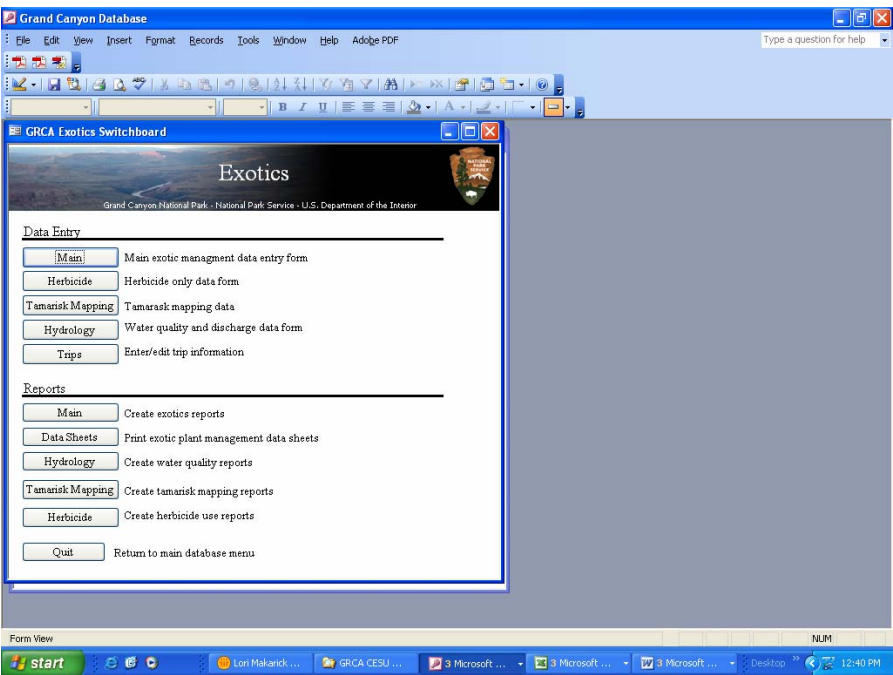 Grand Canyon Database
File Edit View Insert Format Records Tools Window Help Adobe PDF Type a question for help
B I U A
GRCA Exotics Switchboard
Exotics
NATIONAL PARK SERVICE
Grand Canyon National Park - National Park Service - U.S. Department of the Interior
Data Entry
Main Main exotic managment data entry form
Herbicide Herbicide only data form
Tamarisk Mapping Tamarask mapping data
Hydrology Water quality and discharge data form
Trips Enter/edit trip information
Reports
Main Create exotics reports
Data Sheets Print exotic plant management data sheets
Hydrology Create water quality reports
Tamarisk Mapping Create tamarisk mapping reports
Herbicide Create herbicide use reports
Quit Return to main database menu
Form View NUM
start Lori Makarick ... GRCA CESU ... 3 Microsoft ... 3 Microsoft ... 3 Microsoft ... Desktop » 12:40 PM